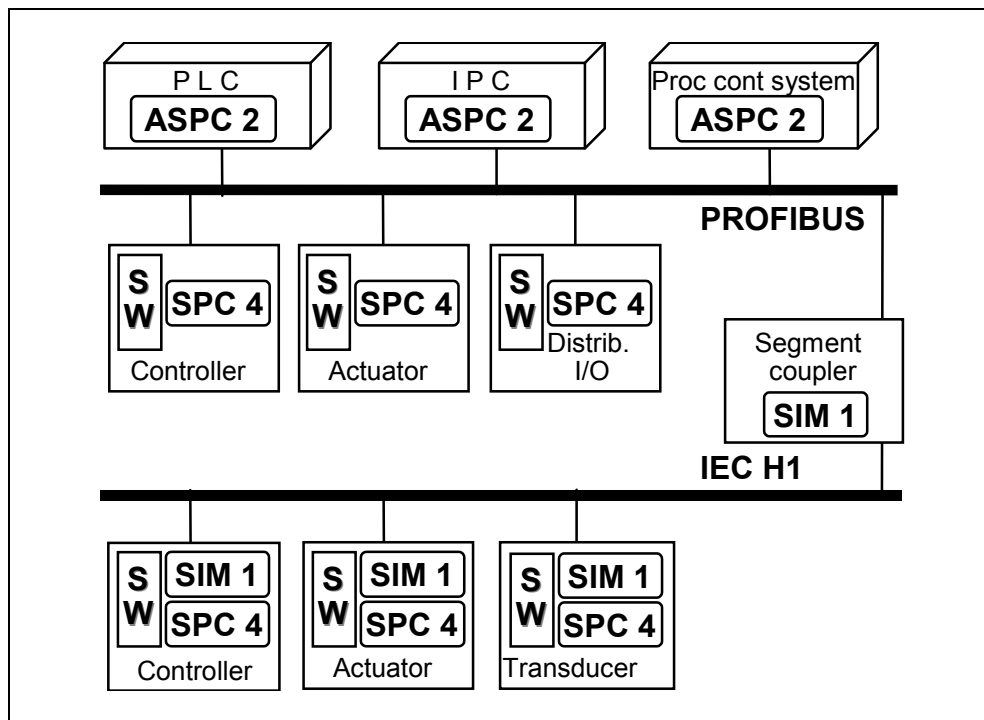 P L C
ASPC 2
I P C
ASPC 2
Proc cont system
ASPC 2
PROFIBUS
S
W
SPC 4
Controller
S
W
SPC 4
Actuator
S
W
SPC 4
Distrib.
I/O
Segment
coupler
SIM 1
IEC H1
S
W
SIM 1
SPC 4
Controller
S
W
SIM 1
SPC 4
Actuator
S
W
SIM 1
SPC 4
Transducer